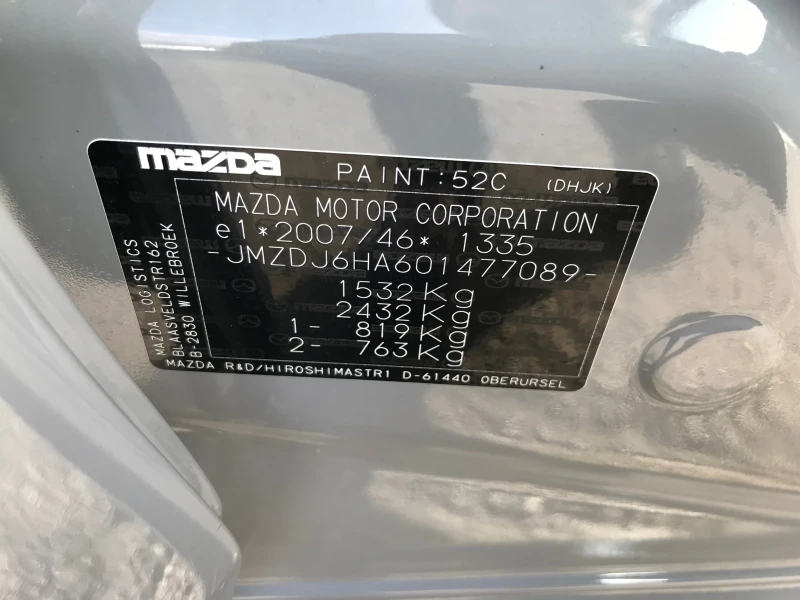 mazda PAINT:52C (DHJK)
MAZDA MOTOR CORPORATION
e1*2007/46* 1335
-JMZDJ6HA601477089-
1532Kg
2432Kg
1- 819Kg
2- 763Kg
MAZDA R&D/HIROSHIMASTR1 D-61440 OBERURSEL
MAZDA LOGISTICS
BLAASVELDSTR162
B-2830 WILLEBROEK